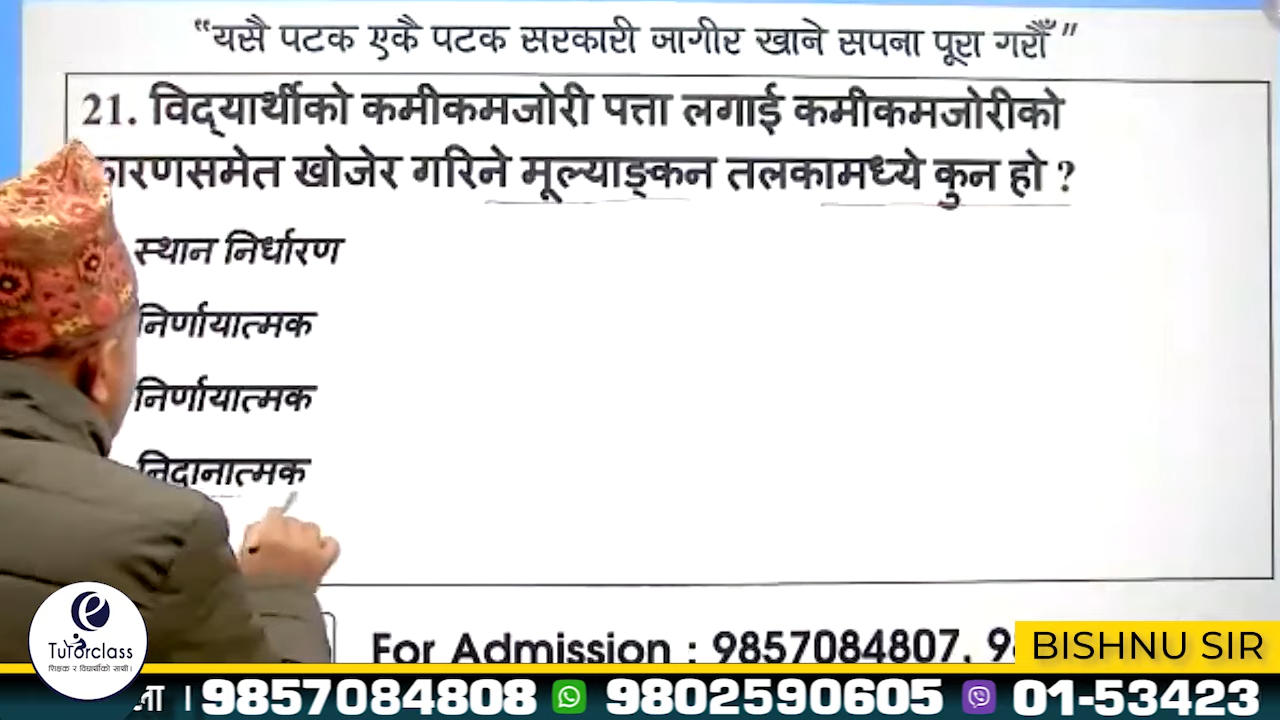 “यसै पटक एकै पटक सरकारी जागीर खाने सपना पूरा गरौँ”
21. विद्यार्थीको कमीकमजोरी पत्ता लगाई कमीकमजोरीको
कारणसमेत खोजेर गरिने मूल्याङ्कन तलकामध्ये कुन हो ?
स्थान निर्धारण
निर्णायात्मक
निर्णायात्मक
निदानात्मक
For Admission : 9857084807,
BISHNU SIR
e
Tutorclass
शिक्षक र विद्यार्थीको साथी।
। 9857084808 9802590605 01-53423